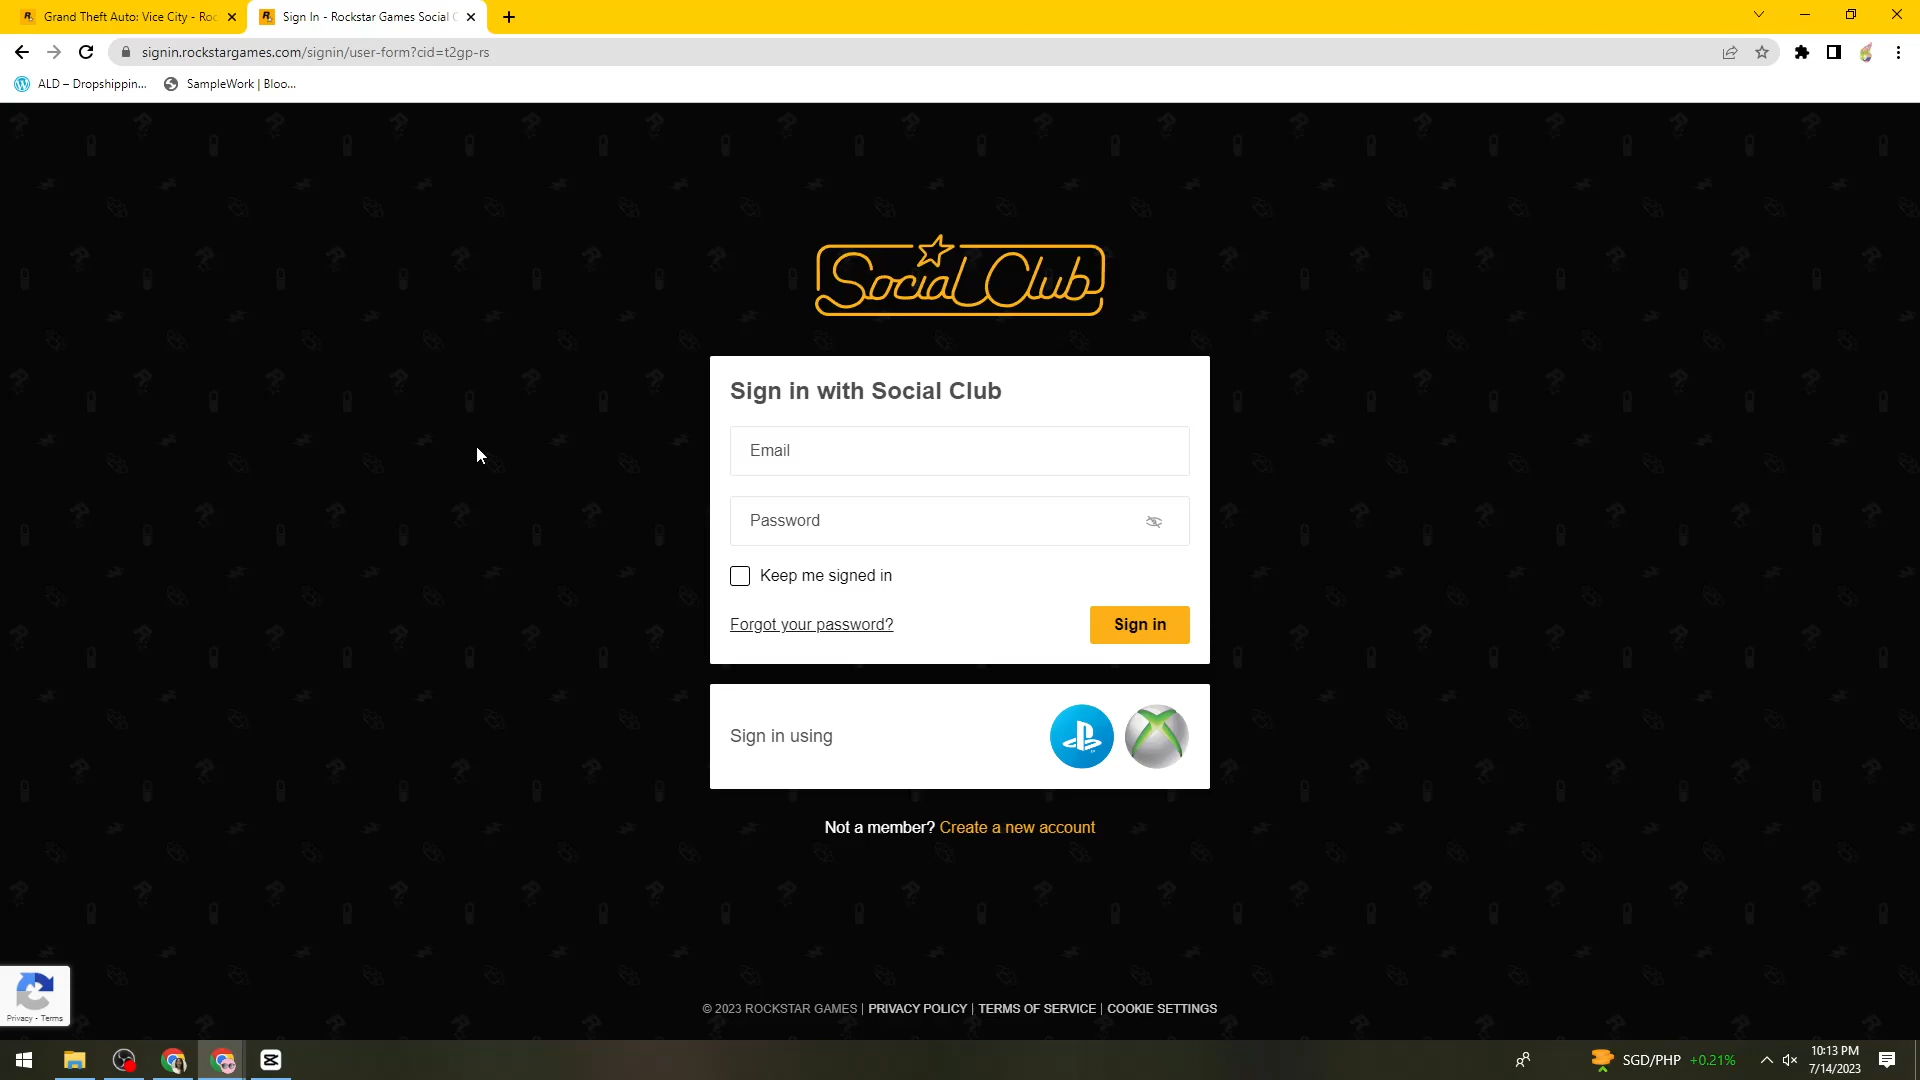 Grand Theft Auto: Vice City - Roc
Sign In - Rockstar Games Social C
signin.rockstargames.com/signin/user-form?cid=t2gp-rs
ALD – Dropshippin...
SampleWork | Bloo...
Social Club
Sign in with Social Club
Email
Password
Keep me signed in
Forgot your password?
Sign in
Sign in using
Not a member? Create a new account
Privacy - Terms
© 2023 ROCKSTAR GAMES | PRIVACY POLICY | TERMS OF SERVICE | COOKIE SETTINGS
SGD/PHP +0.21%
10:13 PM
7/14/2023